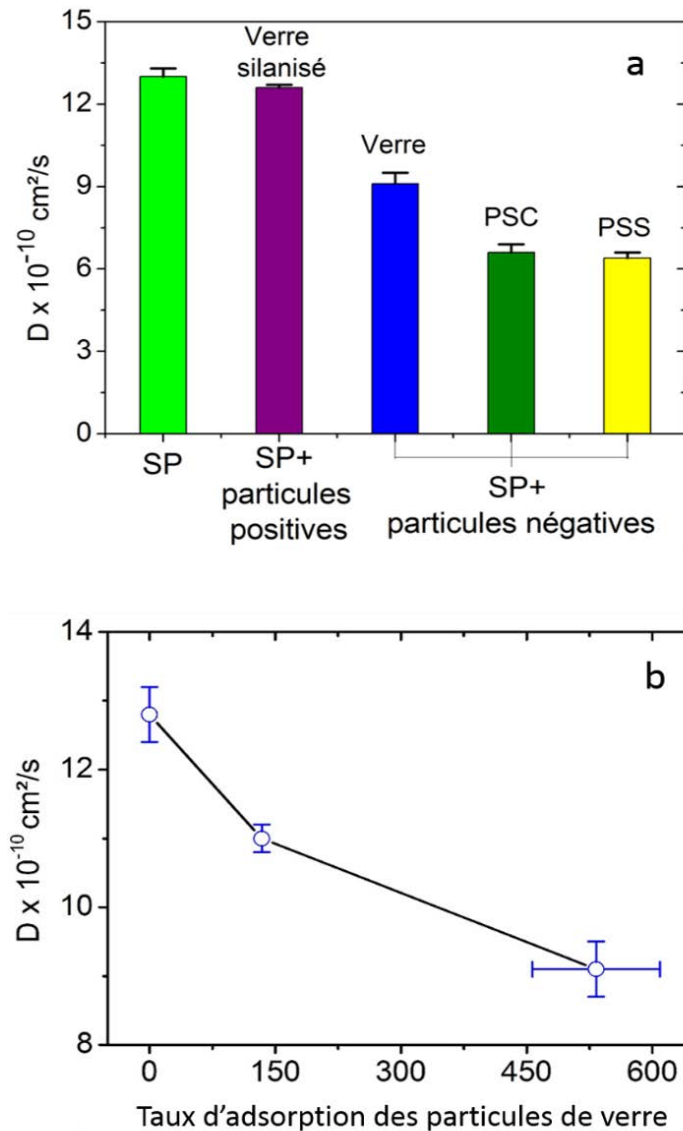 a
D x 10⁻¹⁰ cm²/s
15
12
9
6
3
0
Verre
silanisé
Verre
PSC
PSS
SP
SP+
particules
positives
SP+
particules négatives
b
D x 10⁻¹⁰ cm²/s
14
12
10
8
0
150
300
450
600
Taux d’adsorption des particules de verre